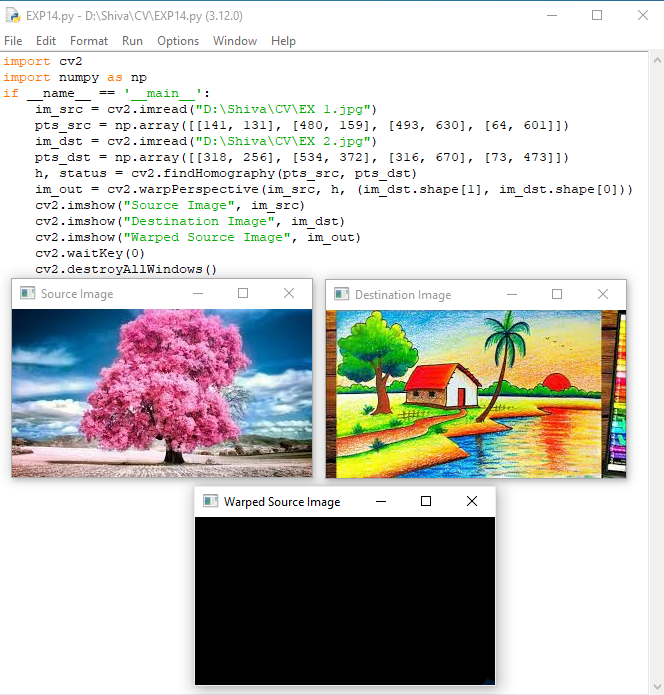 EXP14.py - D:\Shiva\CV\EXP14.py (3.12.0)
File Edit Format Run Options Window Help
import cv2
import numpy as np
if __name__ == '__main__':
    im_src = cv2.imread("D:\Shiva\CV\EX 1.jpg")
    pts_src = np.array([[141, 131], [480, 159], [493, 630], [64, 601]])
    im_dst = cv2.imread("D:\Shiva\CV\EX 2.jpg")
    pts_dst = np.array([[318, 256], [534, 372], [316, 670], [73, 473]])
    h, status = cv2.findHomography(pts_src, pts_dst)
    im_out = cv2.warpPerspective(im_src, h, (im_dst.shape[1], im_dst.shape[0]))
    cv2.imshow("Source Image", im_src)
    cv2.imshow("Destination Image", im_dst)
    cv2.imshow("Warped Source Image", im_out)
    cv2.waitKey(0)
    cv2.destroyAllWindows()
Source Image
Destination Image
Warped Source Image